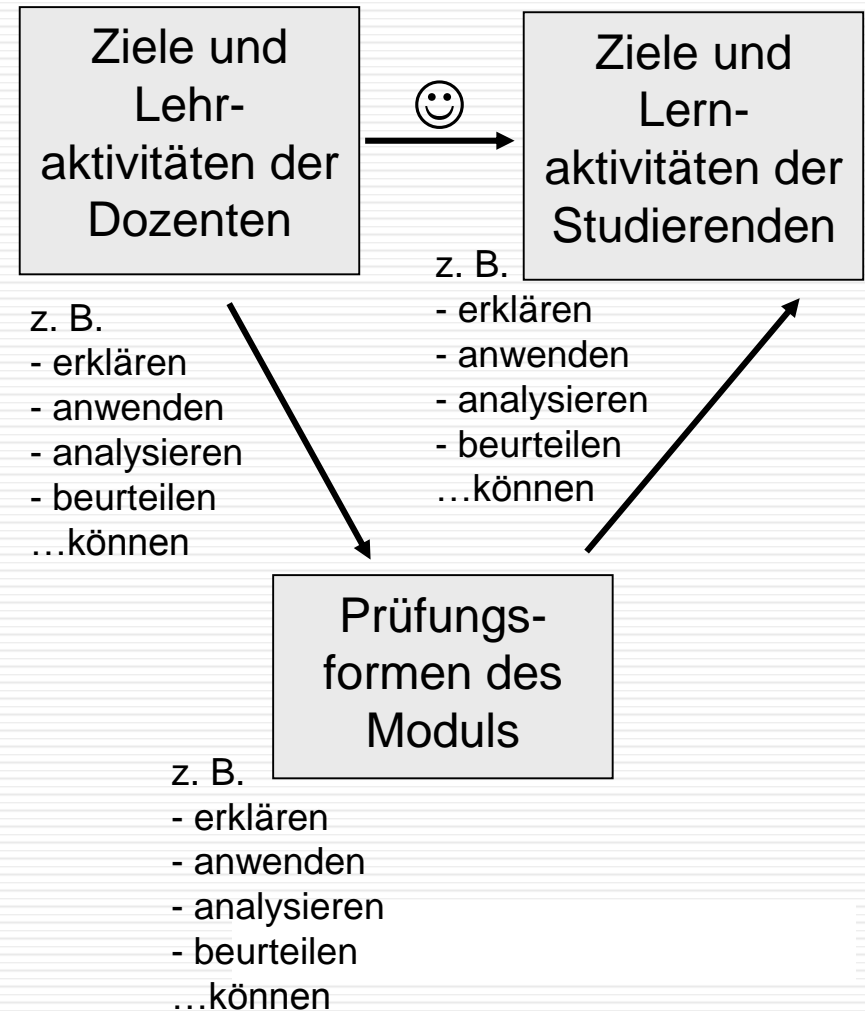 Ziele und
Lehr-
aktivitäten der
Dozenten
Ziele und
Lern-
aktivitäten der
Studierenden
z. B.
- erklären
- anwenden
- analysieren
- beurteilen
…können
z. B.
- erklären
- anwenden
- analysieren
- beurteilen
…können
Prüfungs-
formen des
Moduls
z. B.
- erklären
- anwenden
- analysieren
- beurteilen
…können